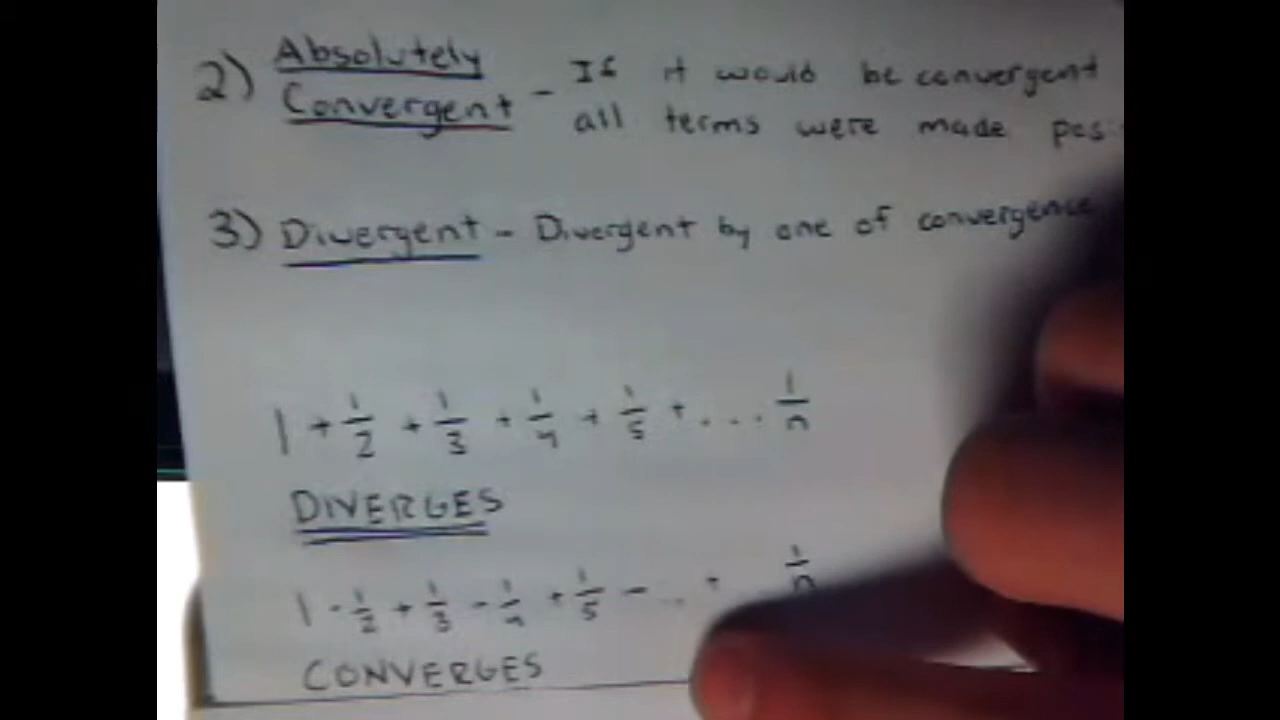 2) Absolutely
Convergent - If it would be convergent
all terms were made pos
3) Divergent - Divergent by one of convergence
1 + 1/2 + 1/3 + 1/4 + 1/5 + ... 1/n
DIVERGES
1 - 1/2 + 1/3 - 1/4 + 1/5 - ... + 1/n
CONVERGES